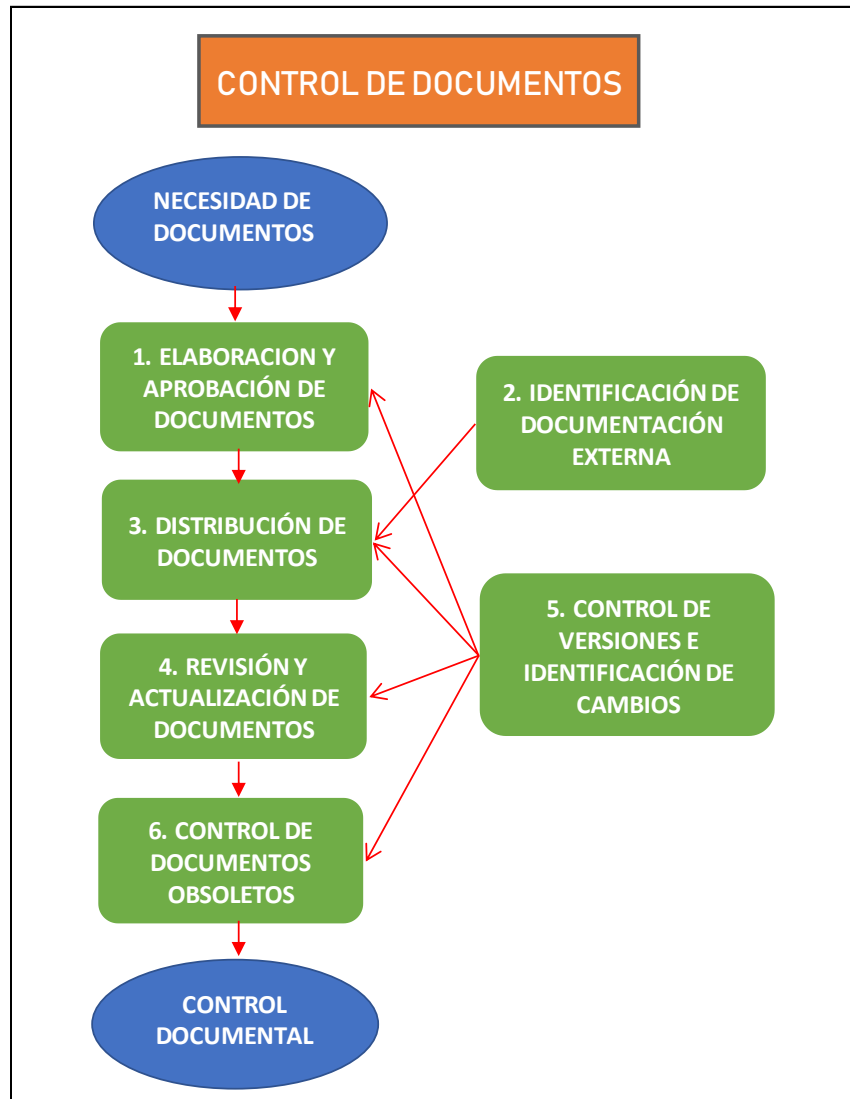 CONTROL DE DOCUMENTOS
NECESIDAD DE
DOCUMENTOS
1. ELABORACION Y
APROBACIÓN DE
DOCUMENTOS
2. IDENTIFICACIÓN DE
DOCUMENTACIÓN
EXTERNA
3. DISTRIBUCIÓN DE
DOCUMENTOS
4. REVISIÓN Y
ACTUALIZACIÓN DE
DOCUMENTOS
5. CONTROL DE
VERSIONES E
IDENTIFICACIÓN DE
CAMBIOS
6. CONTROL DE
DOCUMENTOS
OBSOLETOS
CONTROL
DOCUMENTAL